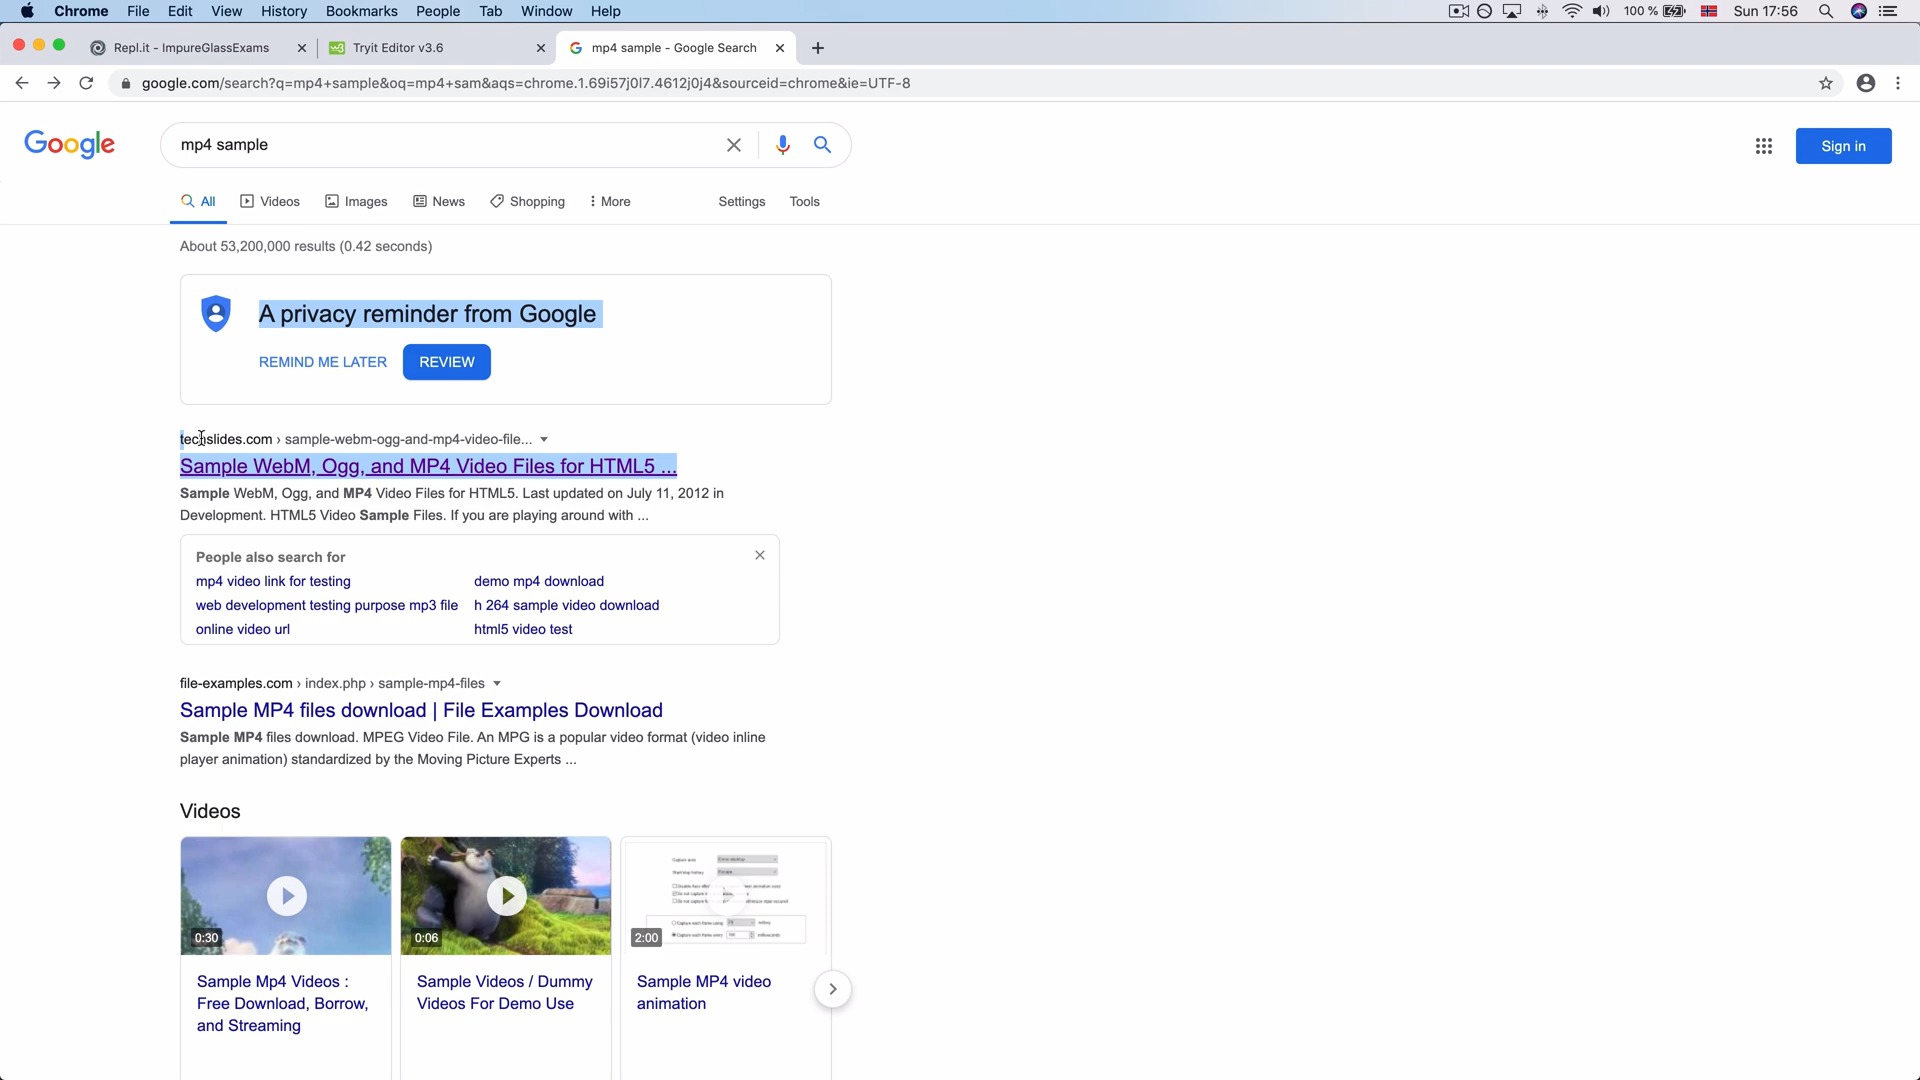 Chrome File Edit View History Bookmarks People Tab Window Help 100 % Sun 17:56
Repl.it - ImpureGlassExams Tryit Editor v3.6 mp4 sample - Google Search
google.com/search?q=mp4+sample&oq=mp4+sam&aqs=chrome.1.69i57j0l7.4612j0j4&sourceid=chrome&ie=UTF-8
Google mp4 sample Sign in
All Videos Images News Shopping More Settings Tools
About 53,200,000 results (0.42 seconds)
A privacy reminder from Google
REMIND ME LATER REVIEW
techslides.com › sample-webm-ogg-and-mp4-video-file...
Sample WebM, Ogg, and MP4 Video Files for HTML5 ...
Sample WebM, Ogg, and MP4 Video Files for HTML5. Last updated on July 11, 2012 in
Development. HTML5 Video Sample Files. If you are playing around with ...
People also search for
mp4 video link for testing demo mp4 download
web development testing purpose mp3 file h 264 sample video download
online video url html5 video test
file-examples.com › index.php › sample-mp4-files
Sample MP4 files download | File Examples Download
Sample MP4 files download. MPEG Video File. An MPG is a popular video format (video inline
player animation) standardized by the Moving Picture Experts ...
Videos
0:30 0:06 2:00
Sample Mp4 Videos : Sample Videos / Dummy Sample MP4 video
Free Download, Borrow, Videos For Demo Use animation
and Streaming